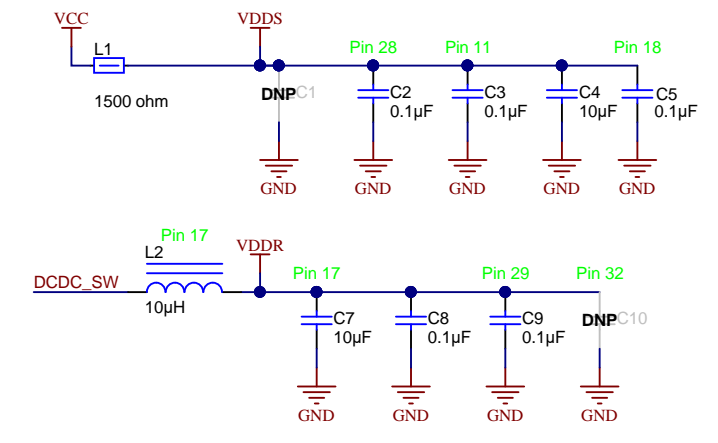 VCC
VDDS
L1
1500 ohm
Pin 28
Pin 11
Pin 18
DNP C1
C2
0.1µF
C3
0.1µF
C4
10µF
C5
0.1µF
GND
GND
GND
GND
GND
Pin 17
L2
VDDR
DCDC_SW
10µH
Pin 17
Pin 29
Pin 32
C7
10µF
C8
0.1µF
C9
0.1µF
DNP C10
GND
GND
GND
GND